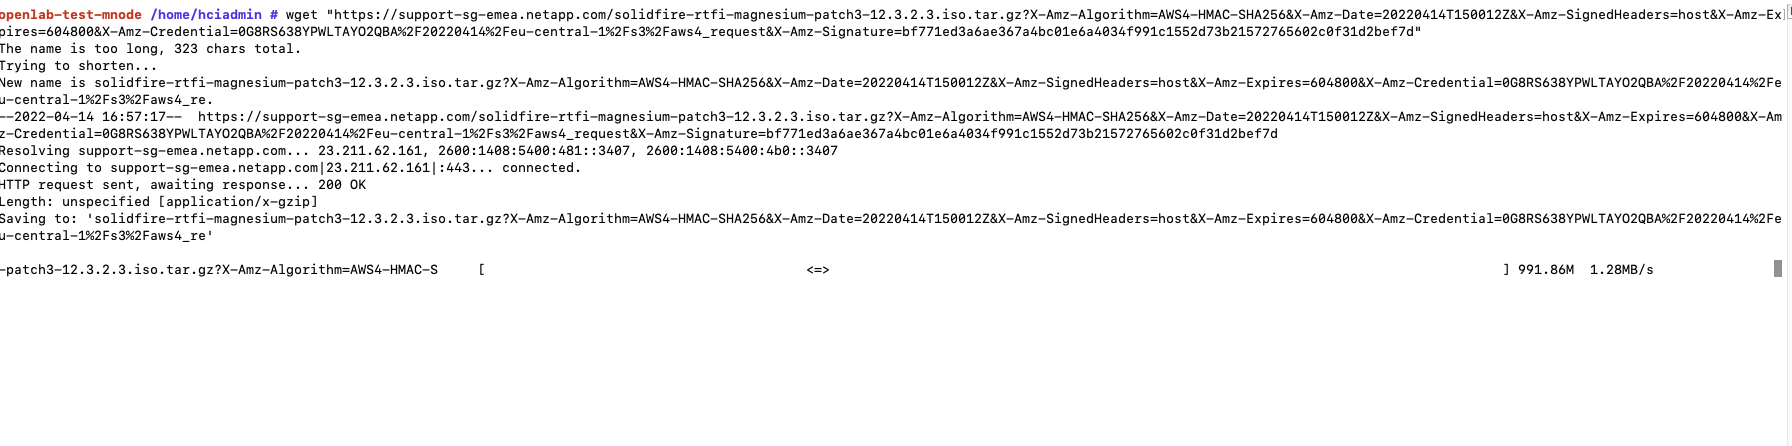 openlab-test-mnode /home/hciadmin # wget "https://support-sg-emea.netapp.com/solidfire-rtfi-magnesium-patch3-12.3.2.3.iso.tar.gz?X-Amz-Algorithm=AWS4-HMAC-SHA256&X-Amz-Date=20220414T150012Z&X-Amz-SignedHeaders=host&X-Amz-Ex
pires=604800&X-Amz-Credential=0G8RS638YPWLTAYO2QBA%2F20220414%2Feu-central-1%2Fs3%2Faws4_request&X-Amz-Signature=bf771ed3a6ae367a4bc01e6a4034f991c1552d73b21572765602c0f31d2bef7d"
The name is too long, 323 chars total.
Trying to shorten...
New name is solidfire-rtfi-magnesium-patch3-12.3.2.3.iso.tar.gz?X-Amz-Algorithm=AWS4-HMAC-SHA256&X-Amz-Date=20220414T150012Z&X-Amz-SignedHeaders=host&X-Amz-Expires=604800&X-Amz-Credential=0G8RS638YPWLTAYO2QBA%2F20220414%2Fe
u-central-1%2Fs3%2Faws4_re.
--2022-04-14 16:57:17--  https://support-sg-emea.netapp.com/solidfire-rtfi-magnesium-patch3-12.3.2.3.iso.tar.gz?X-Amz-Algorithm=AWS4-HMAC-SHA256&X-Amz-Date=20220414T150012Z&X-Amz-SignedHeaders=host&X-Amz-Expires=604800&X-Am
z-Credential=0G8RS638YPWLTAYO2QBA%2F20220414%2Feu-central-1%2Fs3%2Faws4_request&X-Amz-Signature=bf771ed3a6ae367a4bc01e6a4034f991c1552d73b21572765602c0f31d2bef7d
Resolving support-sg-emea.netapp.com... 23.211.62.161, 2600:1408:5400:481::3407, 2600:1408:5400:4b0::3407
Connecting to support-sg-emea.netapp.com|23.211.62.161|:443... connected.
HTTP request sent, awaiting response... 200 OK
Length: unspecified [application/x-gzip]
Saving to: 'solidfire-rtfi-magnesium-patch3-12.3.2.3.iso.tar.gz?X-Amz-Algorithm=AWS4-HMAC-SHA256&X-Amz-Date=20220414T150012Z&X-Amz-SignedHeaders=host&X-Amz-Expires=604800&X-Amz-Credential=0G8RS638YPWLTAYO2QBA%2F20220414%2Fe
u-central-1%2Fs3%2Faws4_re'
-patch3-12.3.2.3.iso.tar.gz?X-Amz-Algorithm=AWS4-HMAC-S     [                                        <=>                                                                                     ] 991.86M  1.28MB/s